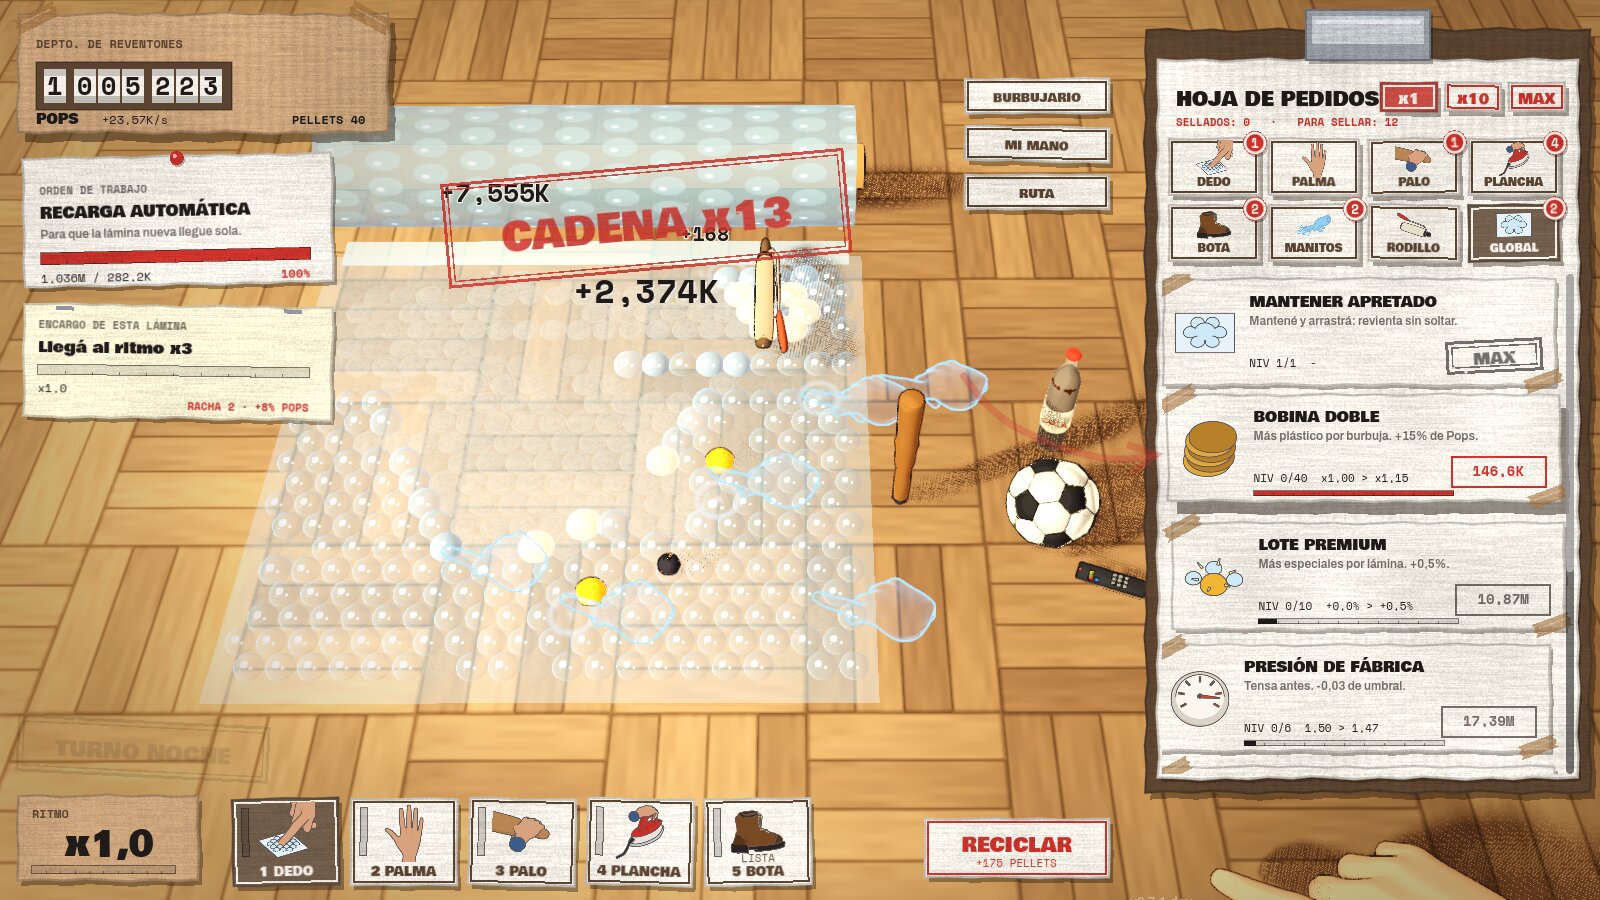 DEPTO. DE REVENTONES
1 005 223
POPS +23,57K/s PELLETS 40
ORDEN DE TRABAJO
RECARGA AUTOMÁTICA
Para que la lámina nueva llegue sola.
1,036M / 282.2K 100%
ENCARGO DE ESTA LÁMINA
Llegá al ritmo x3
x1,0
RACHA 2 · +8% POPS
+7,555K
CADENA x13
+168
+2,374K
BURBUJARIO
MI MANO
RUTA
HOJA DE PEDIDOS x1 x10 MAX
SELLADOS: 0 · PARA SELLAR: 12
DEDO 1
PALMA
PALO 1
PLANCHA 4
BOTA 2
MANITOS 2
RODILLO
GLOBAL 2
MANTENER APRETADO
Mantené y arrastrá: revienta sin soltar.
NIV 1/1 - MAX
BOBINA DOBLE
Más plástico por burbuja. +15% de Pops.
NIV 0/40 x1,00 > x1,15 146,6K
LOTE PREMIUM
Más especiales por lámina. +0,5%.
NIV 0/10 +0,0% > +0,5% 10,87M
PRESIÓN DE FÁBRICA
Tensa antes. -0,03 de umbral.
NIV 0/6 1,50 > 1,47 17,39M
TURNO NOCHE
RITMO
x1,0
1 DEDO
2 PALMA
3 PALO
4 PLANCHA
LISTA
5 BOTA
RECICLAR
+175 PELLETS